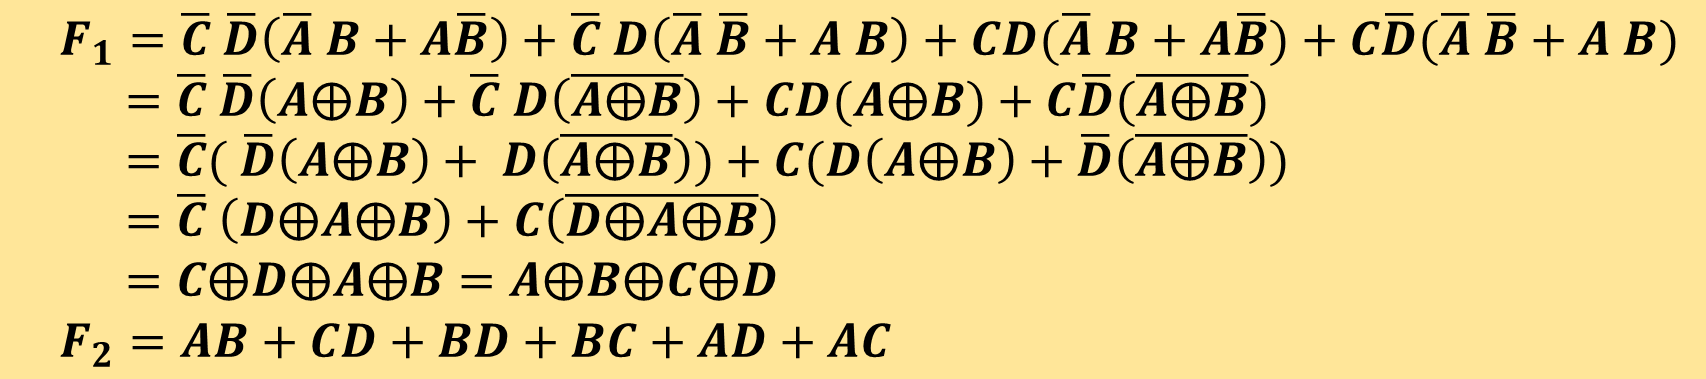 F₁ = C̅ D̅(A̅ B + AB̅) + C̅ D(A̅ B̅ + A B) + CD(A̅ B + AB̅) + CD̅(A̅ B̅ + A B)
= C̅ D̅(A⊕B) + C̅ D(A̅⊕̅B̅) + CD(A⊕B) + CD̅(A̅⊕̅B̅)
= C̅( D̅(A⊕B) + D(A̅⊕̅B̅)) + C(D(A⊕B) + D̅(A̅⊕̅B̅))
= C̅ (D⊕A⊕B) + C(D̅⊕̅A̅⊕̅B̅)
= C⊕D⊕A⊕B = A⊕B⊕C⊕D
F₂ = AB + CD + BD + BC + AD + AC